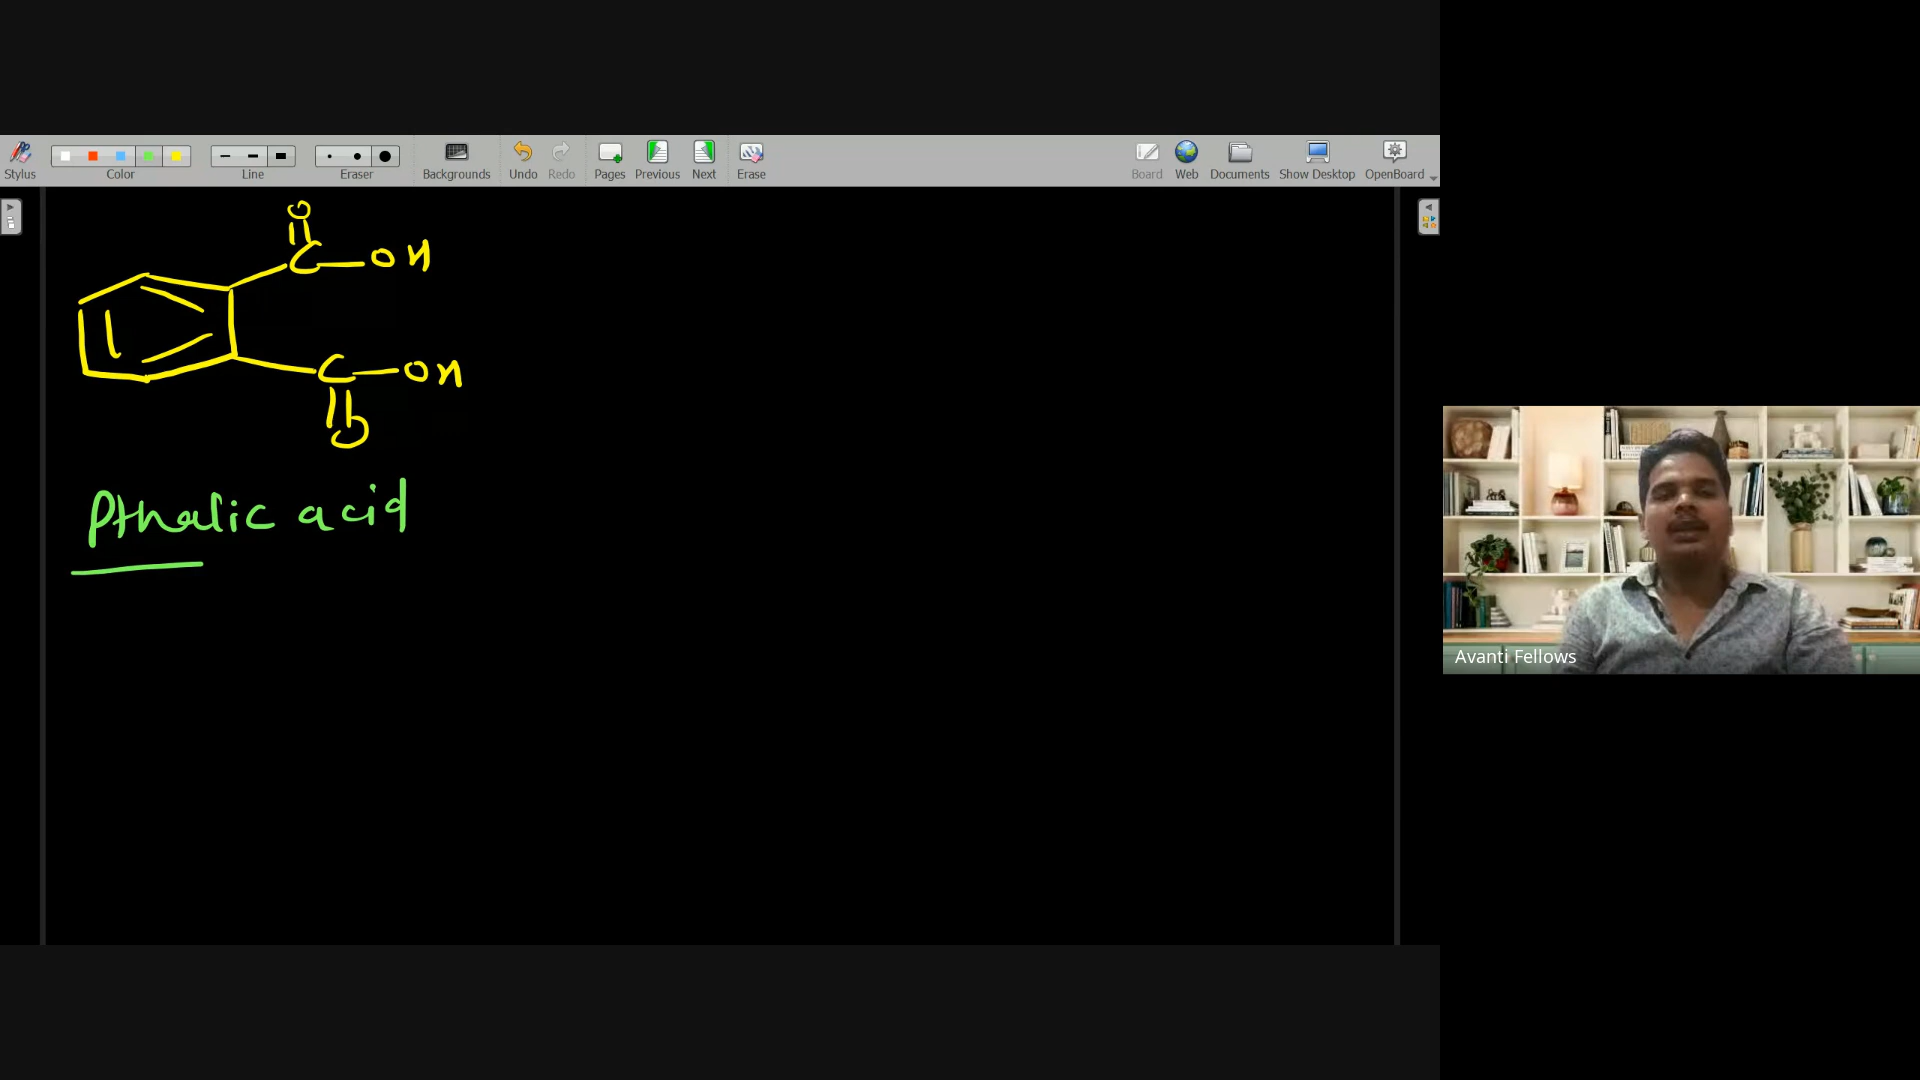 Stylus
Color
Line
Eraser
Backgrounds
Undo
Redo
Pages
Previous
Next
Erase
Board
Web
Documents
Show Desktop
OpenBoard
O
C OH
C OH
O
Pthalic acid
Avanti Fellows